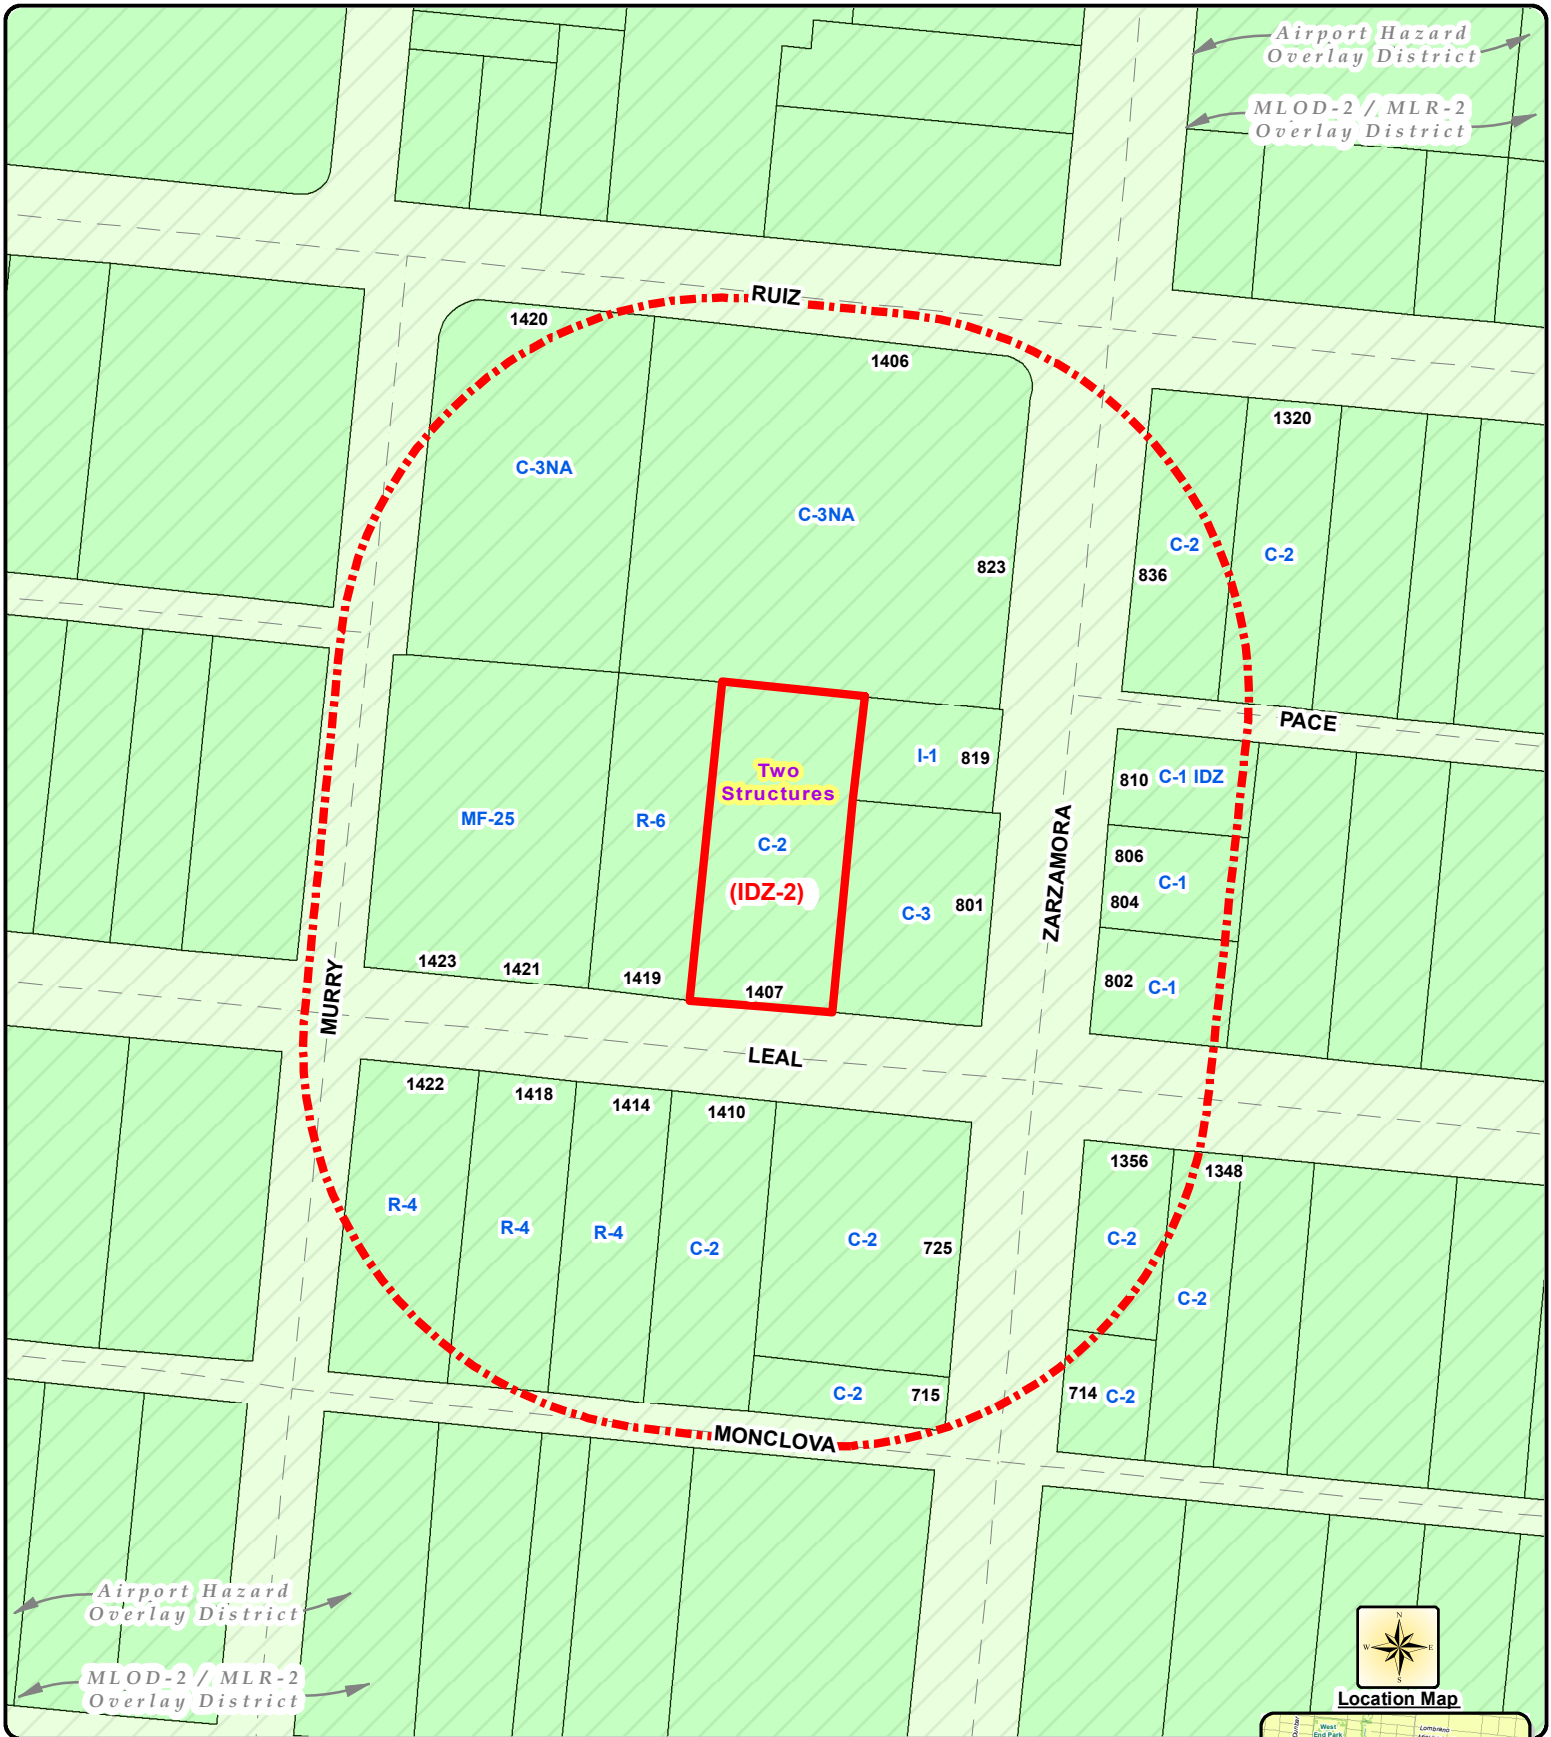 Airport Hazard
Overlay District
MLOD-2 / MLR-2
Overlay District
RUIZ
1420
1406
1320
C-3NA
C-3NA
C-2
C-2
823
836
PACE
I-1
819
Two
Structures
810
C-1 IDZ
MF-25
R-6
C-2
ZARZAMORA
806
C-1
(IDZ-2)
804
C-3
801
1423
1421
1419
1407
802
C-1
MURRY
LEAL
1422
1418
1414
1410
1356
1348
R-4
R-4
R-4
C-2
C-2
725
C-2
C-2
C-2
715
714
C-2
MONCLOVA
Airport Hazard
Overlay District
MLOD-2 / MLR-2
Overlay District
N
W
E
S
Location Map
West
End Park
Lombrano